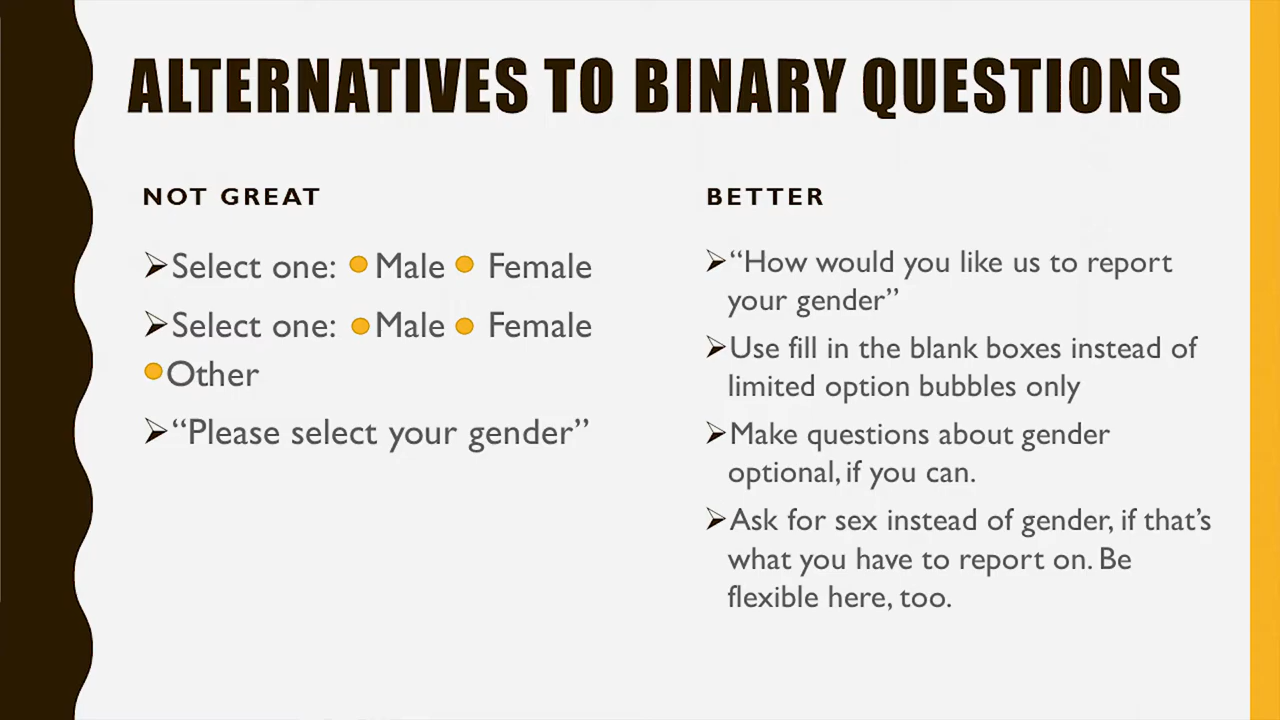 ALTERNATIVES TO BINARY QUESTIONS
NOT GREAT
Select one: Male Female
Select one: Male Female
Other
“Please select your gender”
BETTER
“How would you like us to report
your gender”
Use fill in the blank boxes instead of
limited option bubbles only
Make questions about gender
optional, if you can.
Ask for sex instead of gender, if that’s
what you have to report on. Be
flexible here, too.